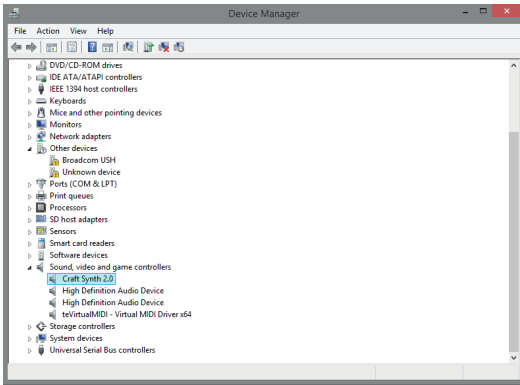 Device Manager
File Action View Help
DVD/CD-ROM drives
IDE ATA/ATAPI controllers
IEEE 1394 host controllers
Keyboards
Mice and other pointing devices
Monitors
Network adapters
Other devices
Broadcom USH
Unknown device
Ports (COM & LPT)
Print queues
Processors
SD host adapters
Sensors
Smart card readers
Software devices
Sound, video and game controllers
Craft Synth 2.0
High Definition Audio Device
High Definition Audio Device
teVirtualMIDI - Virtual MIDI Driver x64
Storage controllers
System devices
Universal Serial Bus controllers